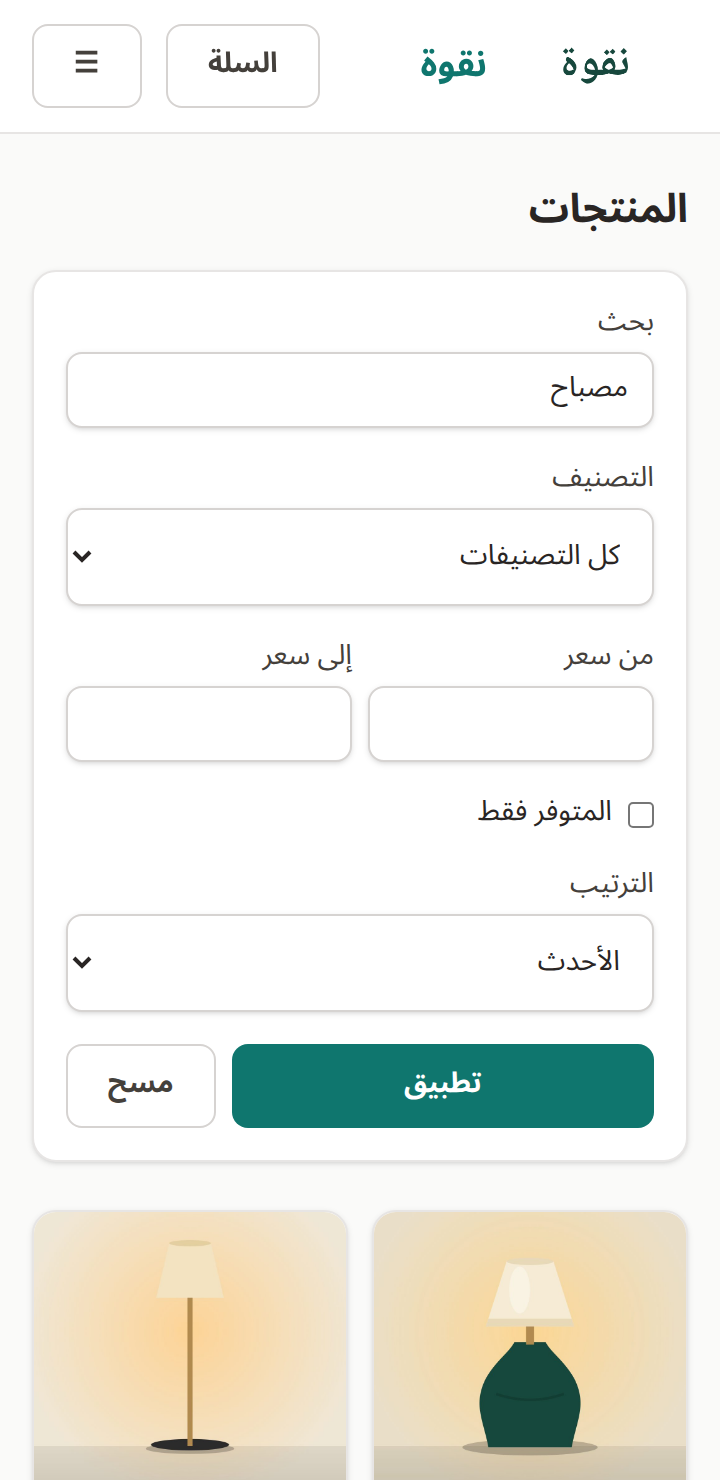 نقوة نقوة السلة ☰
المنتجات
بحث
مصباح
التصنيف
كل التصنيفات
من سعر إلى سعر
المتوفر فقط
الترتيب
الأحدث
تطبيق مسح